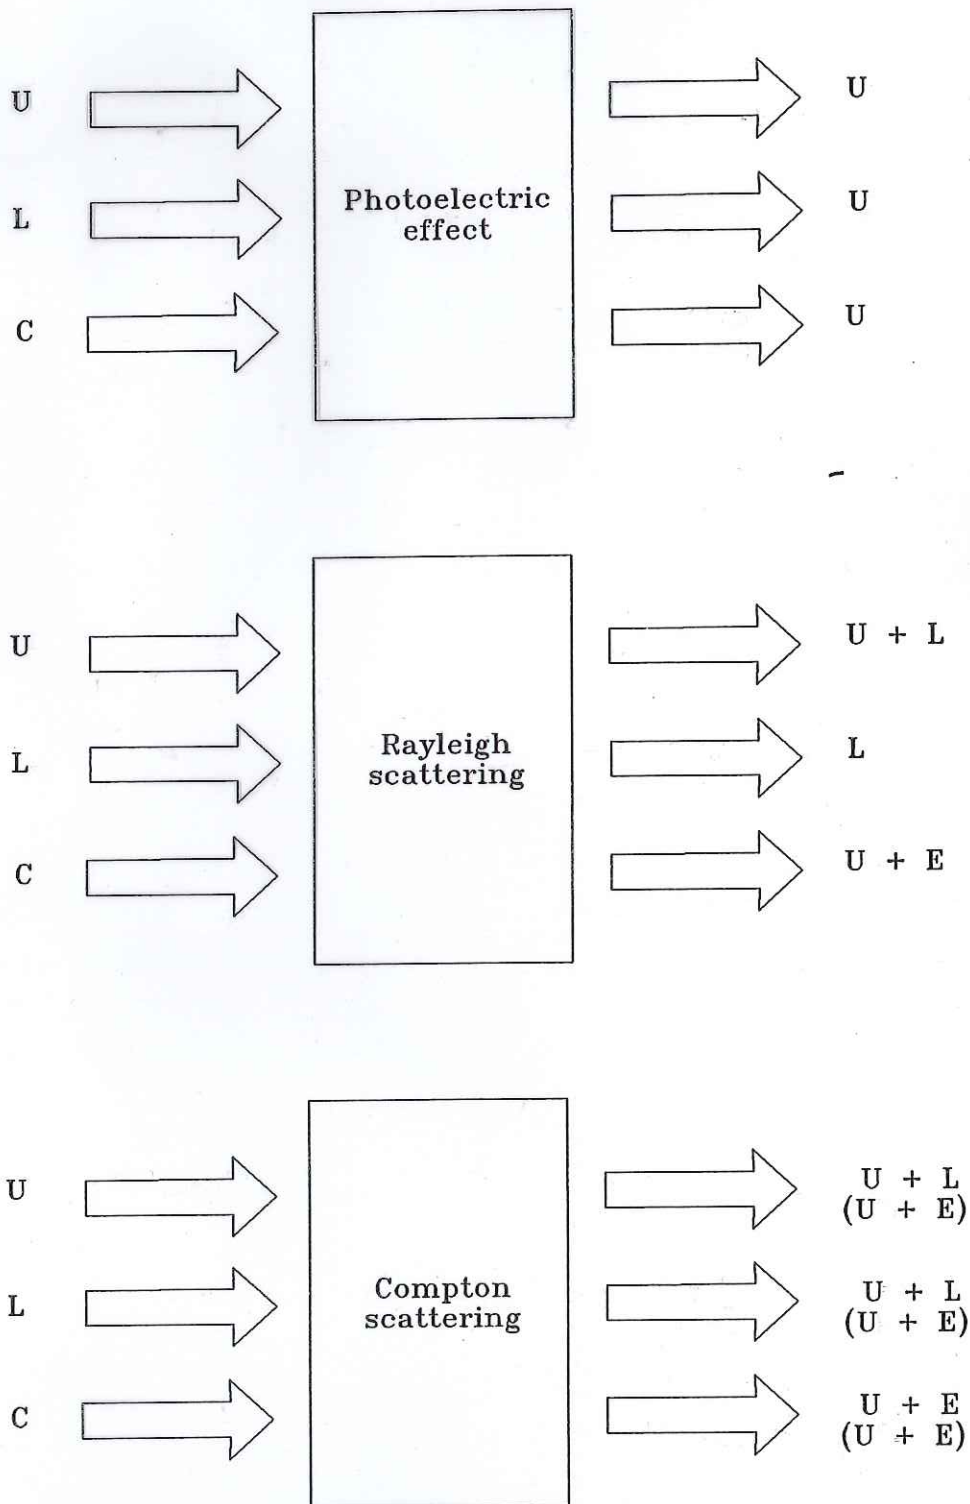 U
U
Photoelectric
effect
L
U
C
U
U
U + L
Rayleigh
scattering
L
L
C
U + E
U
U + L
(U + E)
Compton
scattering
L
U + L
(U + E)
C
U + E
(U + E)